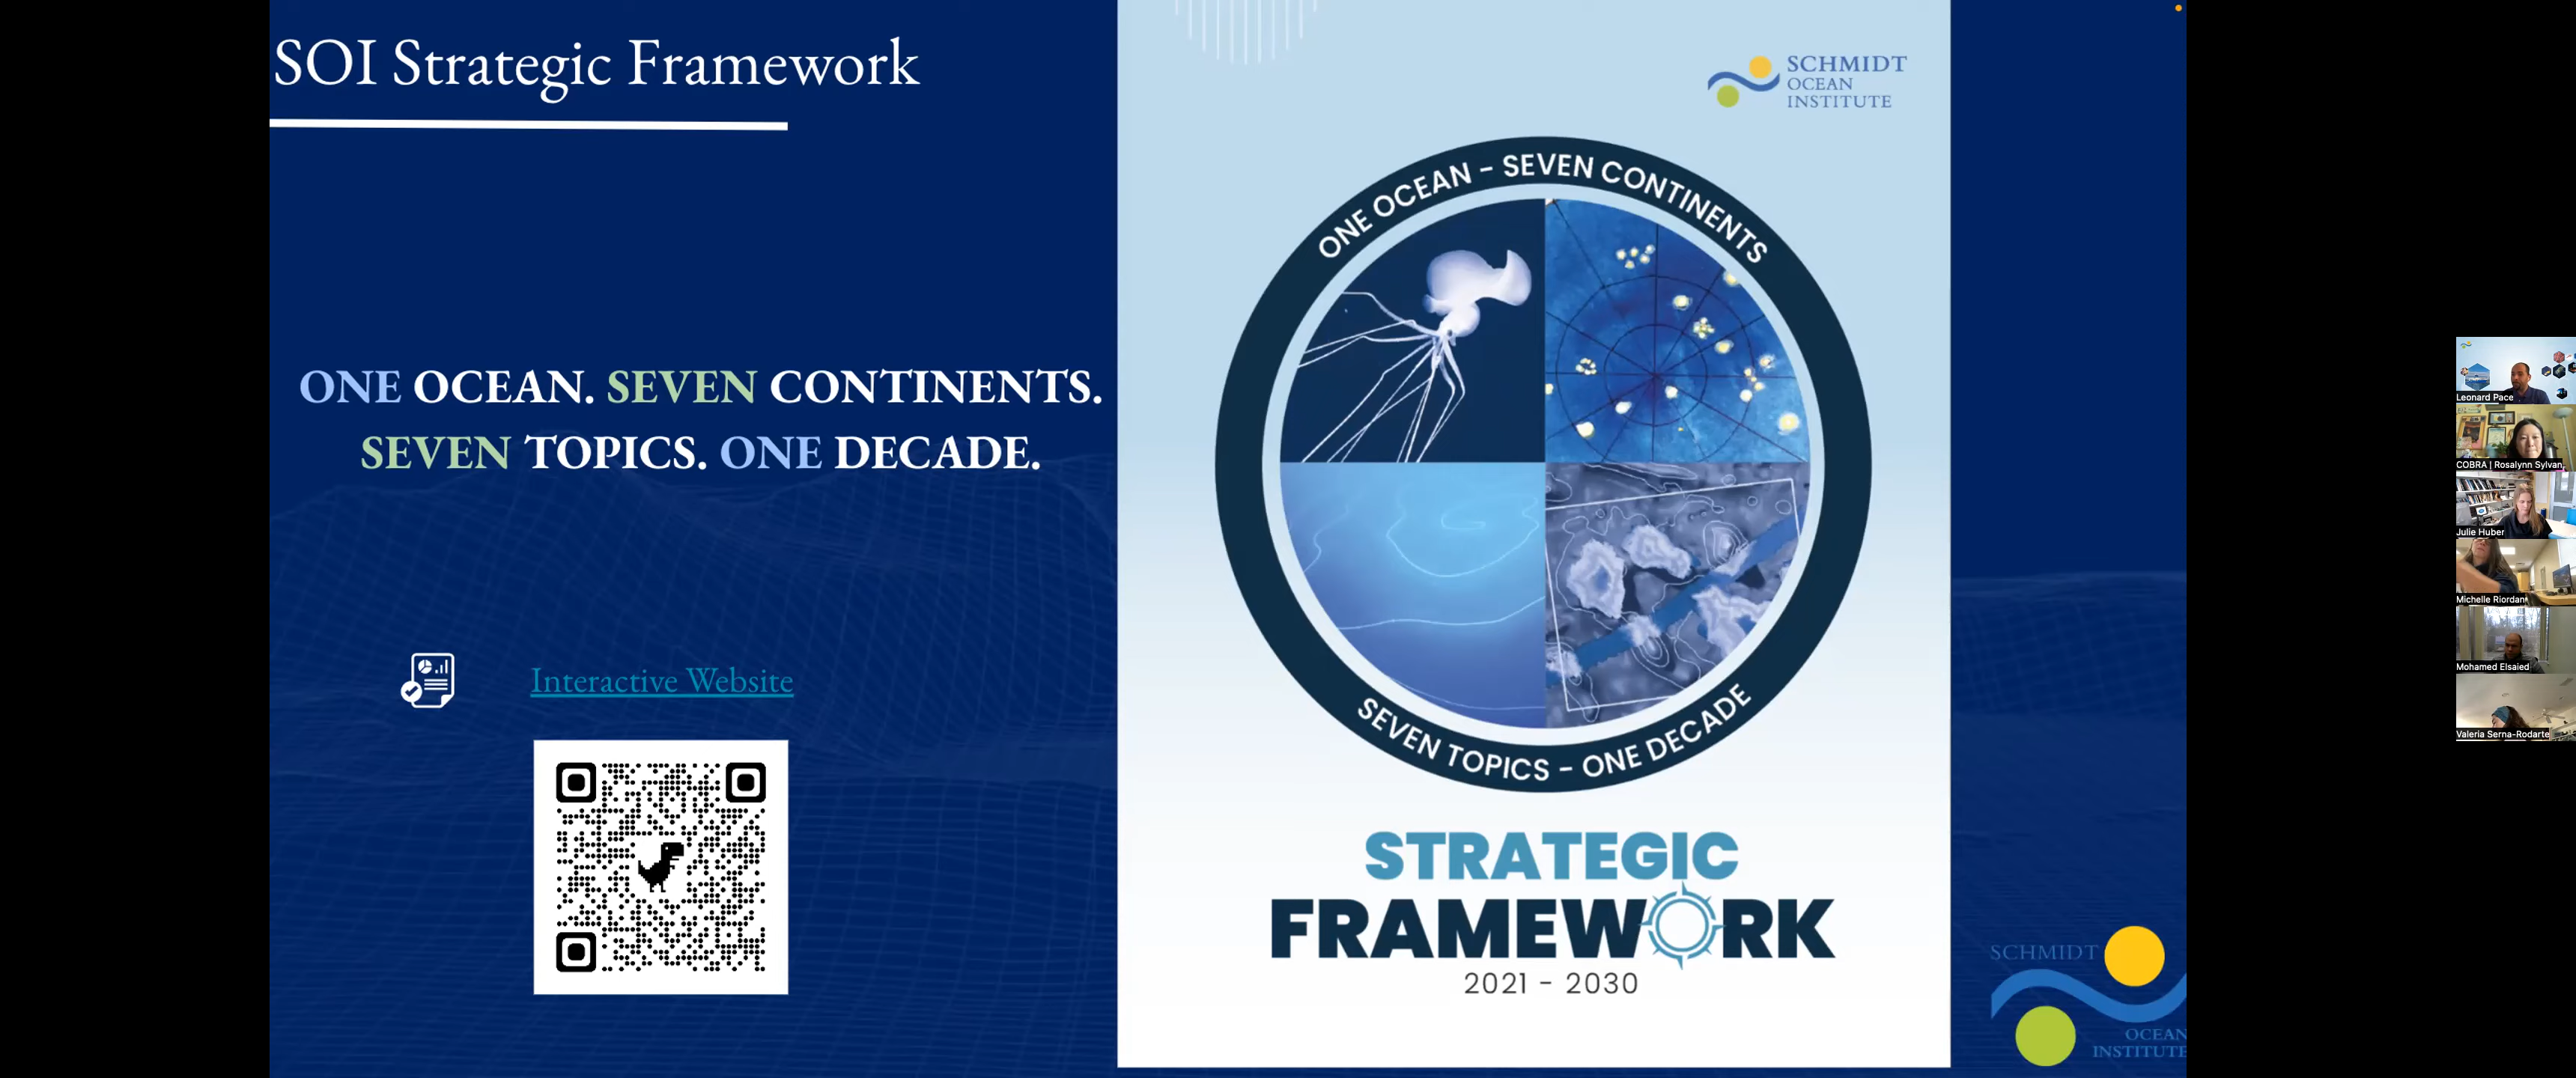 SOI Strategic Framework
ONE OCEAN. SEVEN CONTINENTS.
SEVEN TOPICS. ONE DECADE.
Interactive Website
SCHMIDT
OCEAN
INSTITUTE
ONE OCEAN - SEVEN CONTINENTS
SEVEN TOPICS - ONE DECADE
STRATEGIC
FRAMEWORK
2021 - 2030
SCHMIDT
OCEAN
INSTITUTE
Leonard Pace
COBRA | Rosalynn Sylvan
Julie Huber
Michelle Riordan
Mohamed Elsaied
Valeria Serna-Rodarte